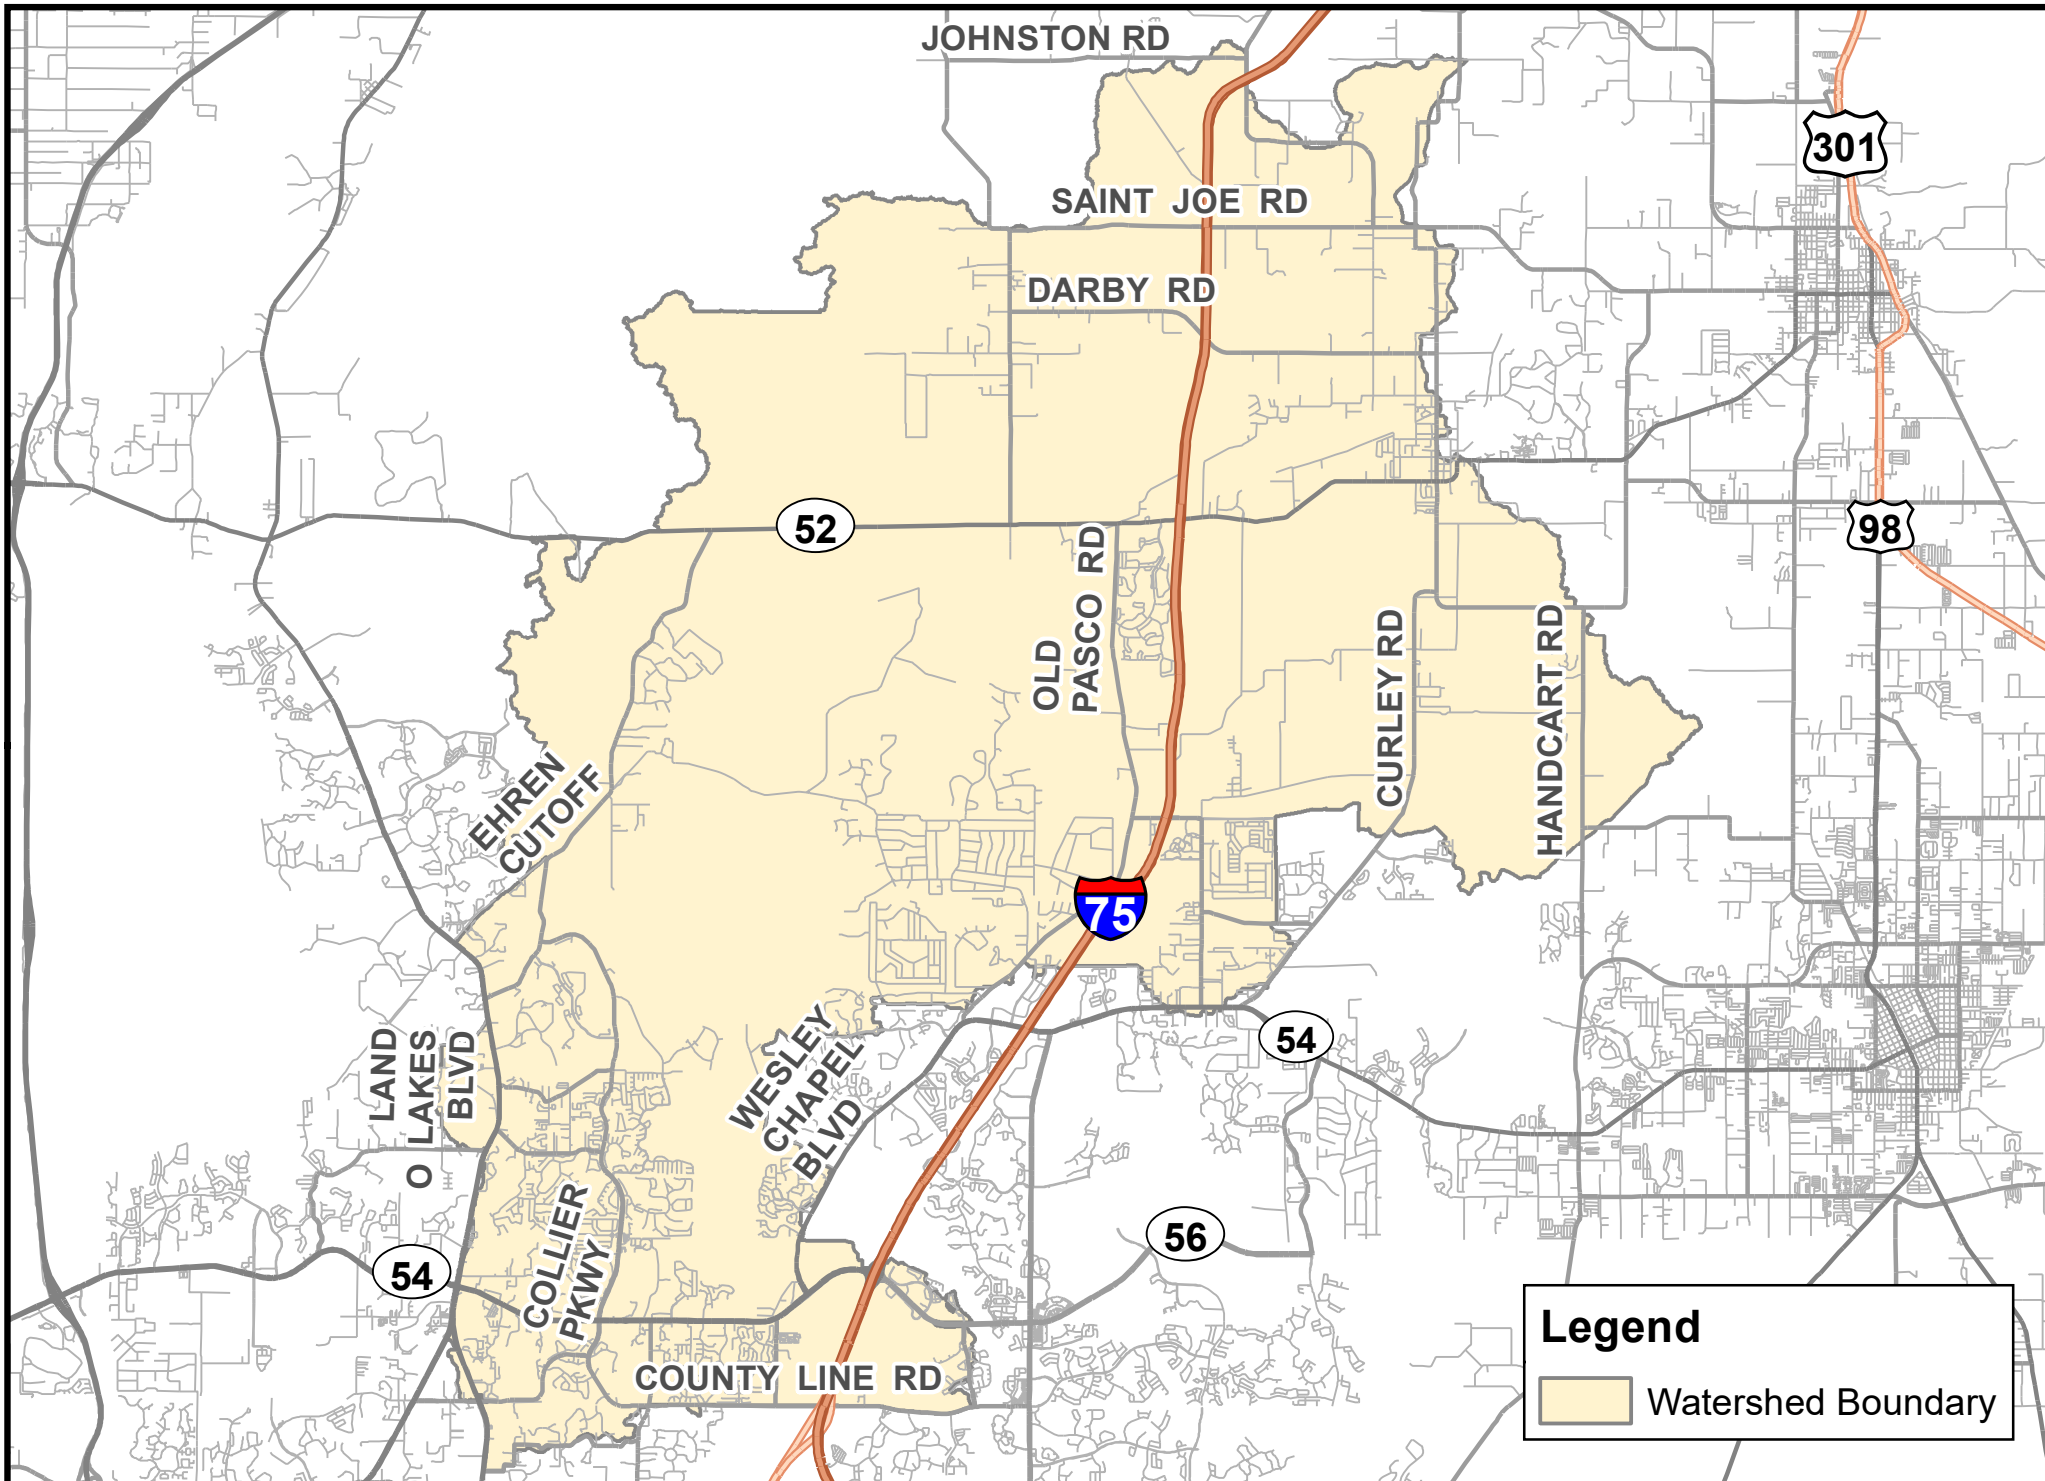 JOHNSTON RD
301
SAINT JOE RD
DARBY RD
52
98
OLD
PASCO RD
CURLEY RD
HANDCART RD
EHREN
CUTOFF
75
LAND
O LAKES
BLVD
WESLEY
CHAPEL
BLVD
54
56
54
COLLIER
PKWY
COUNTY LINE RD
Legend
Watershed Boundary